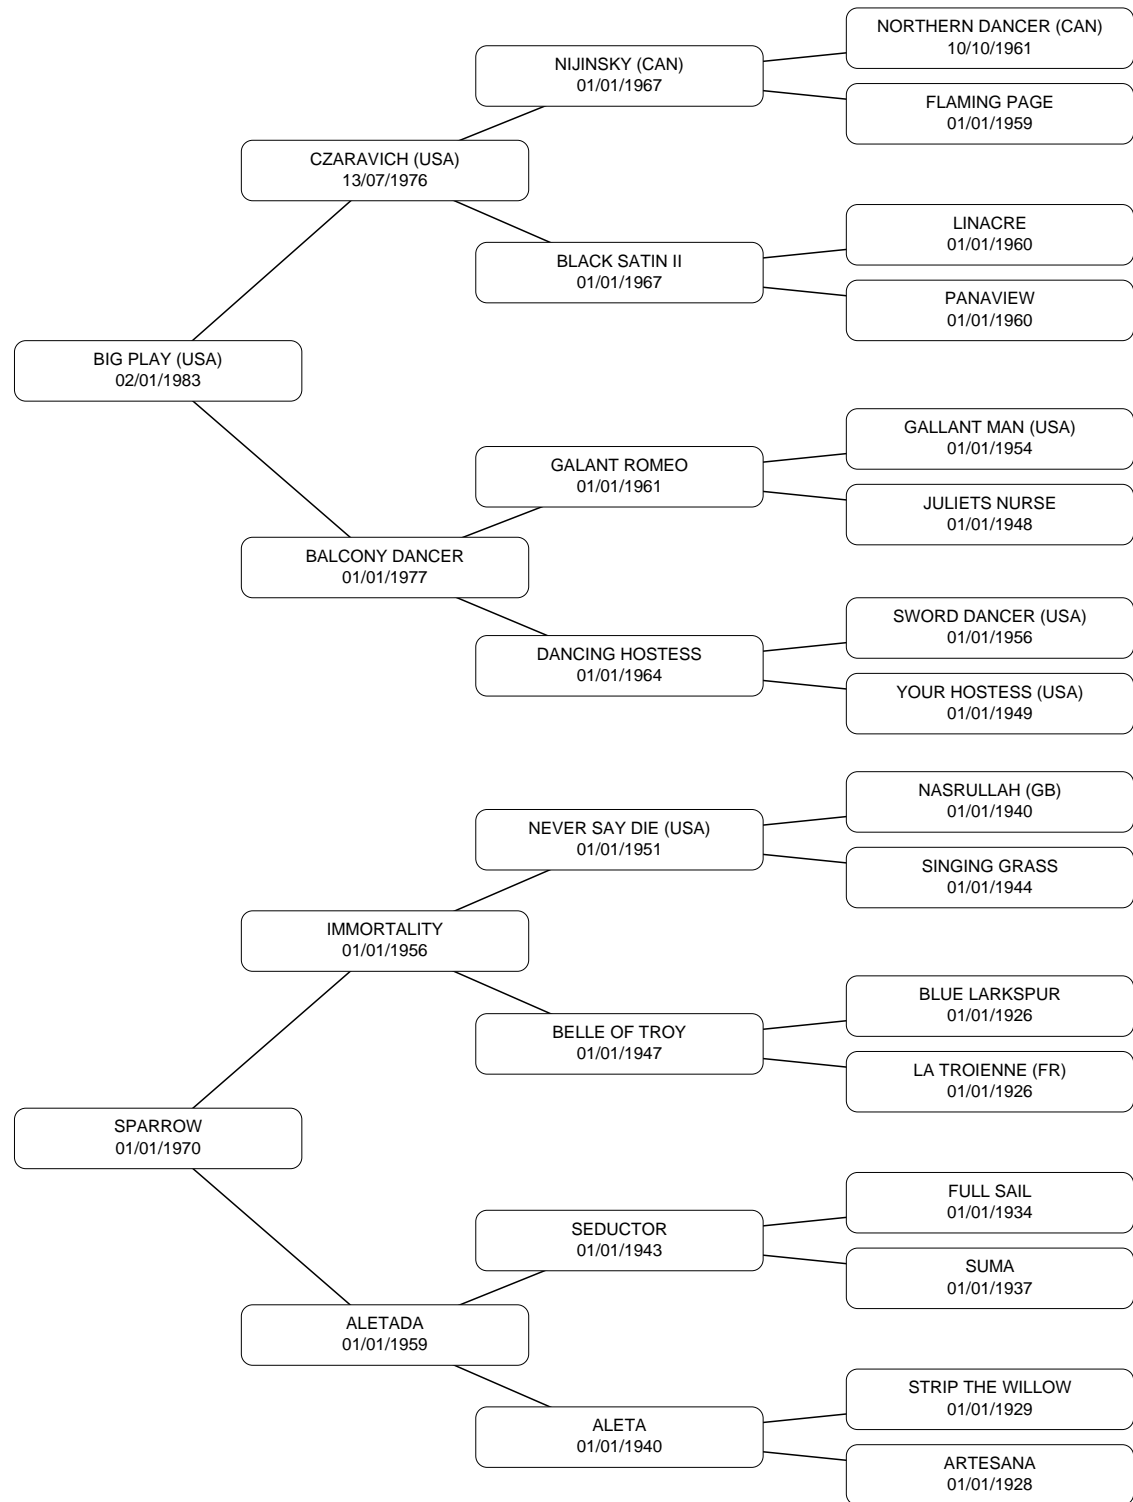 NORTHERN DANCER (CAN)
10/10/1961
NIJINSKY (CAN)
01/01/1967
FLAMING PAGE
01/01/1959
CZARAVICH (USA)
13/07/1976
LINACRE
01/01/1960
BLACK SATIN II
01/01/1967
PANAVIEW
01/01/1960
BIG PLAY (USA)
02/01/1983
GALLANT MAN (USA)
01/01/1954
GALANT ROMEO
01/01/1961
JULIETS NURSE
01/01/1948
BALCONY DANCER
01/01/1977
SWORD DANCER (USA)
01/01/1956
DANCING HOSTESS
01/01/1964
YOUR HOSTESS (USA)
01/01/1949
NASRULLAH (GB)
01/01/1940
NEVER SAY DIE (USA)
01/01/1951
SINGING GRASS
01/01/1944
IMMORTALITY
01/01/1956
BLUE LARKSPUR
01/01/1926
BELLE OF TROY
01/01/1947
LA TROIENNE (FR)
01/01/1926
SPARROW
01/01/1970
FULL SAIL
01/01/1934
SEDUCTOR
01/01/1943
SUMA
01/01/1937
ALETADA
01/01/1959
STRIP THE WILLOW
01/01/1929
ALETA
01/01/1940
ARTESANA
01/01/1928